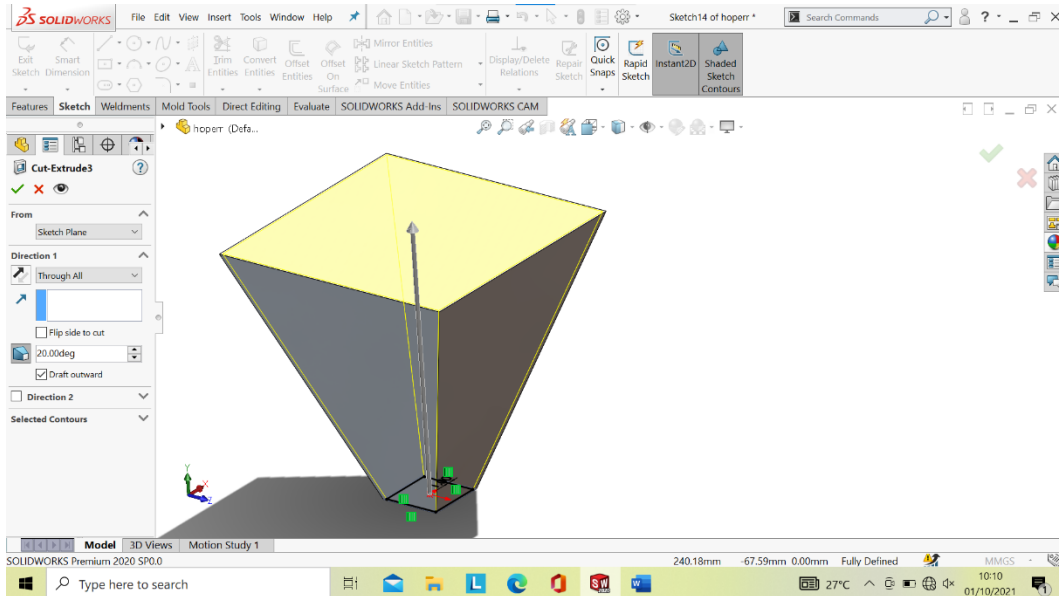 SOLIDWORKS File Edit View Insert Tools Window Help Sketch14 of hoperr * Search Commands ?
Exit Sketch Smart Dimension Trim Entities Convert Entities Offset Entities Offset On Surface Mirror Entities Linear Sketch Pattern Move Entities Display/Delete Relations Repair Sketch Quick Snaps Rapid Sketch Instant2D Shaded Sketch Contours
Features Sketch Weldments Mold Tools Direct Editing Evaluate SOLIDWORKS Add-Ins SOLIDWORKS CAM
hoperr (Defa...
Cut-Extrude3 ?
From
Sketch Plane
Direction 1
Through All
Flip side to cut
20.00deg
Draft outward
Direction 2
Selected Contours
Y
X
Z
Model 3D Views Motion Study 1
SOLIDWORKS Premium 2020 SP0.0 240.18mm -67.59mm 0.00mm Fully Defined MMGS -
Type here to search L SW W 27°C 10:10
01/10/2021 1